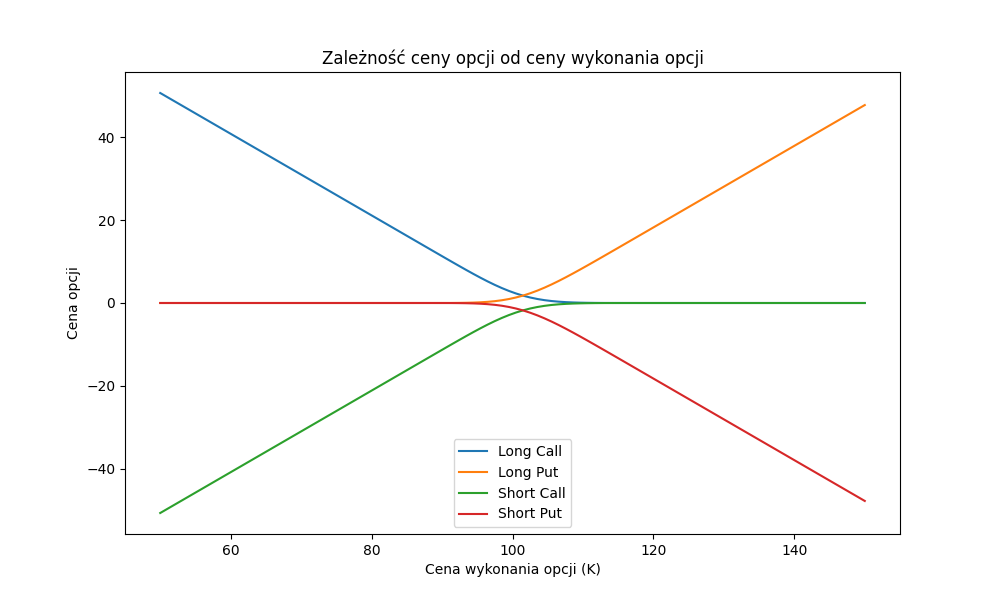 Zależność ceny opcji od ceny wykonania opcji
Cena opcji
40
20
0
−20
−40
60
80
100
120
140
Cena wykonania opcji (K)
Long Call
Long Put
Short Call
Short Put